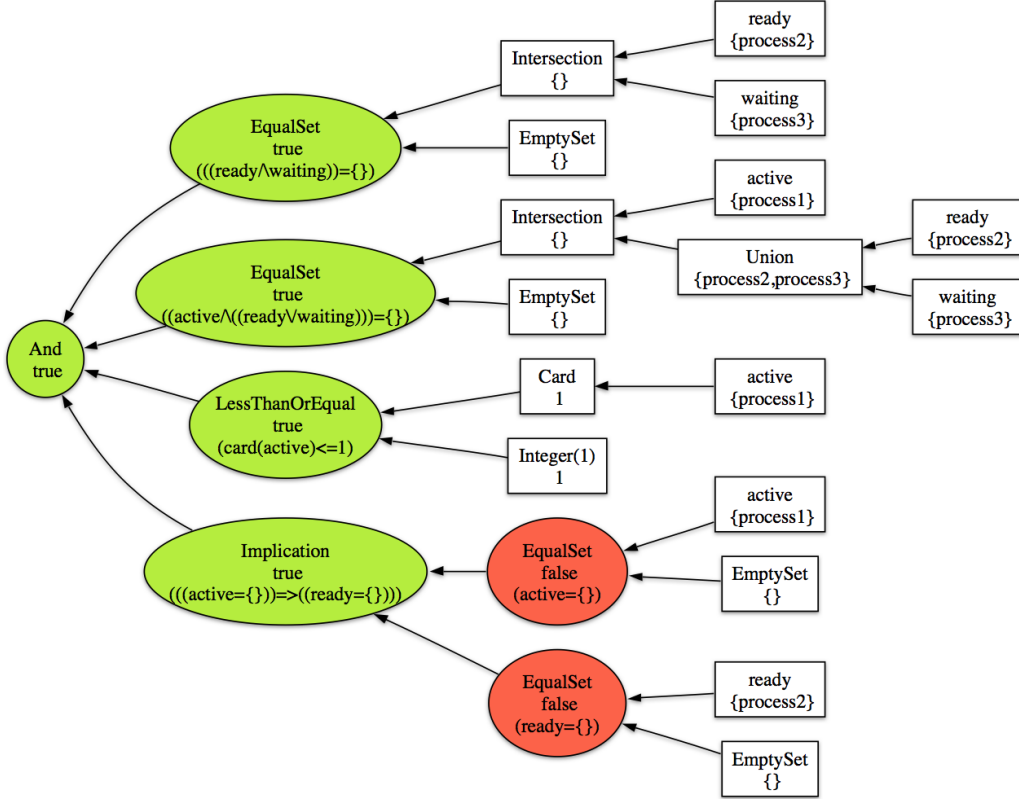 ready
{process2}
Intersection
{}
waiting
{process3}
EqualSet
true
(((ready/\waiting))={})
EmptySet
{}
active
{process1}
Intersection
{}
ready
{process2}
Union
{process2,process3}
EqualSet
true
((active/\((ready\/waiting)))={})
EmptySet
{}
waiting
{process3}
And
true
Card
1
active
{process1}
LessThanOrEqual
true
(card(active)<=1)
Integer(1)
1
active
{process1}
Implication
true
(((active={}))=>((ready={})))
EqualSet
false
(active={})
EmptySet
{}
EqualSet
false
(ready={})
ready
{process2}
EmptySet
{}